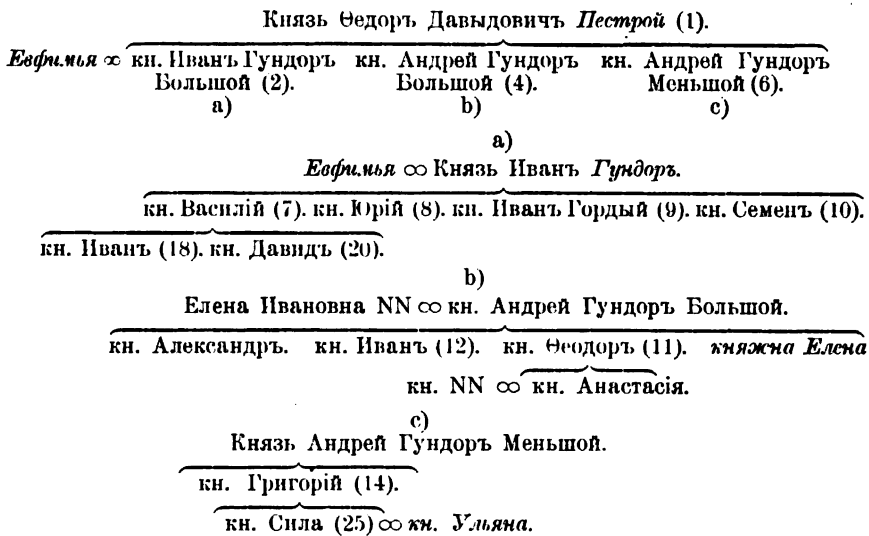 Князь Ѳедоръ Давыдовичъ Пестрой (1).
Евфимья ∞ кн. Иванъ Гундоръ кн. Андрей Гундоръ кн. Андрей Гундоръ
Большой (2). Большой (4). Меньшой (6).
a) b) c)
a)
Евфимья ∞ Князь Иванъ Гундоръ.
кн. Василій (7). кн. Юрій (8). кн. Иванъ Гордый (9). кн. Семенъ (10).
кн. Иванъ (18). кн. Давидъ (20).
b)
Елена Ивановна NN ∞ кн. Андрей Гундоръ Большой.
кн. Александръ. кн. Иванъ (12). кн. Ѳеодоръ (11). княжна Елена
кн. NN ∞ кн. Анастасія.
c)
Князь Андрей Гундоръ Меньшой.
кн. Григорій (14).
кн. Сила (25) ∞ кн. Ульяна.